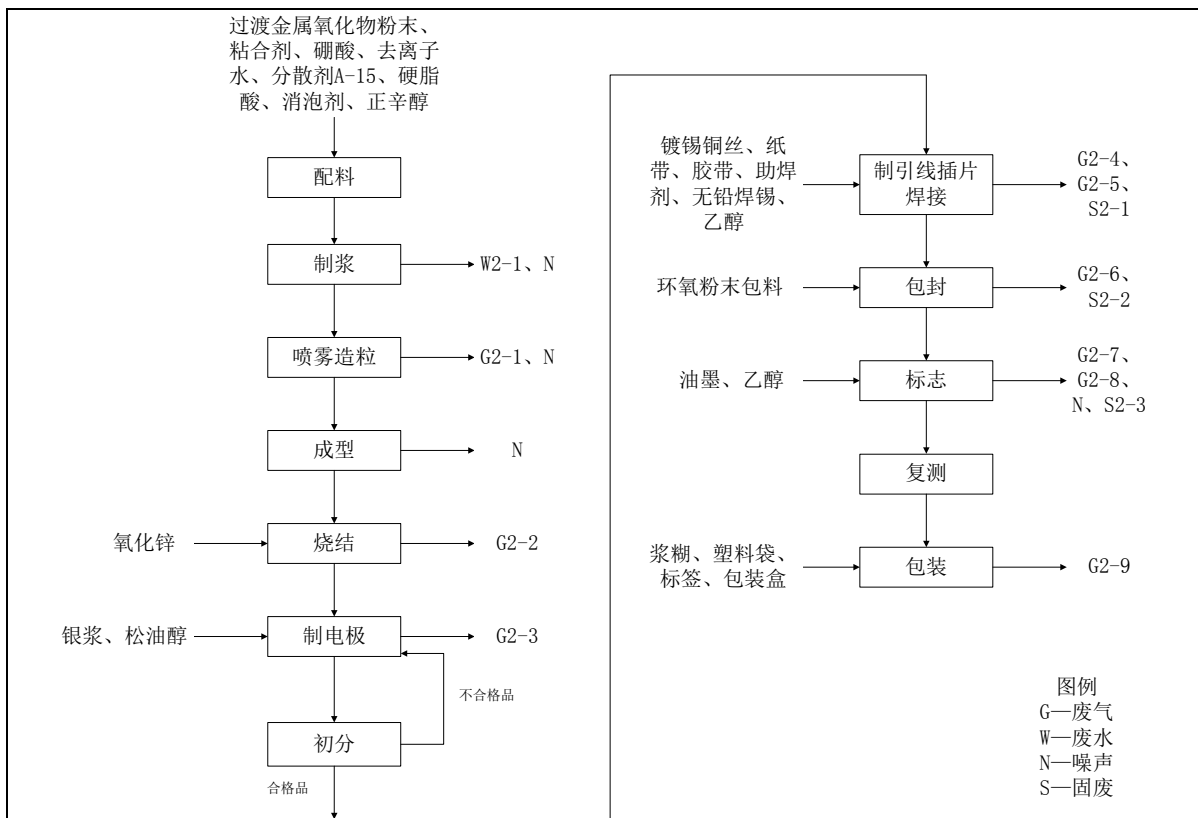 过渡金属氧化物粉末、
粘合剂、硼酸、去离子
水、分散剂A-15、硬脂
酸、消泡剂、正辛醇
配料
制浆
W2-1、N
喷雾造粒
G2-1、N
成型
N
氧化锌
烧结
G2-2
银浆、松油醇
制电极
G2-3
不合格品
初分
合格品
镀锡铜丝、纸
带、胶带、助焊
剂、无铅焊锡、
乙醇
制引线插片
焊接
G2-4、
G2-5、
S2-1
环氧粉末包料
包封
G2-6、
S2-2
油墨、乙醇
标志
G2-7、
G2-8、
N、S2-3
复测
浆糊、塑料袋、
标签、包装盒
包装
G2-9
图例
G—废气
W—废水
N—噪声
S—固废